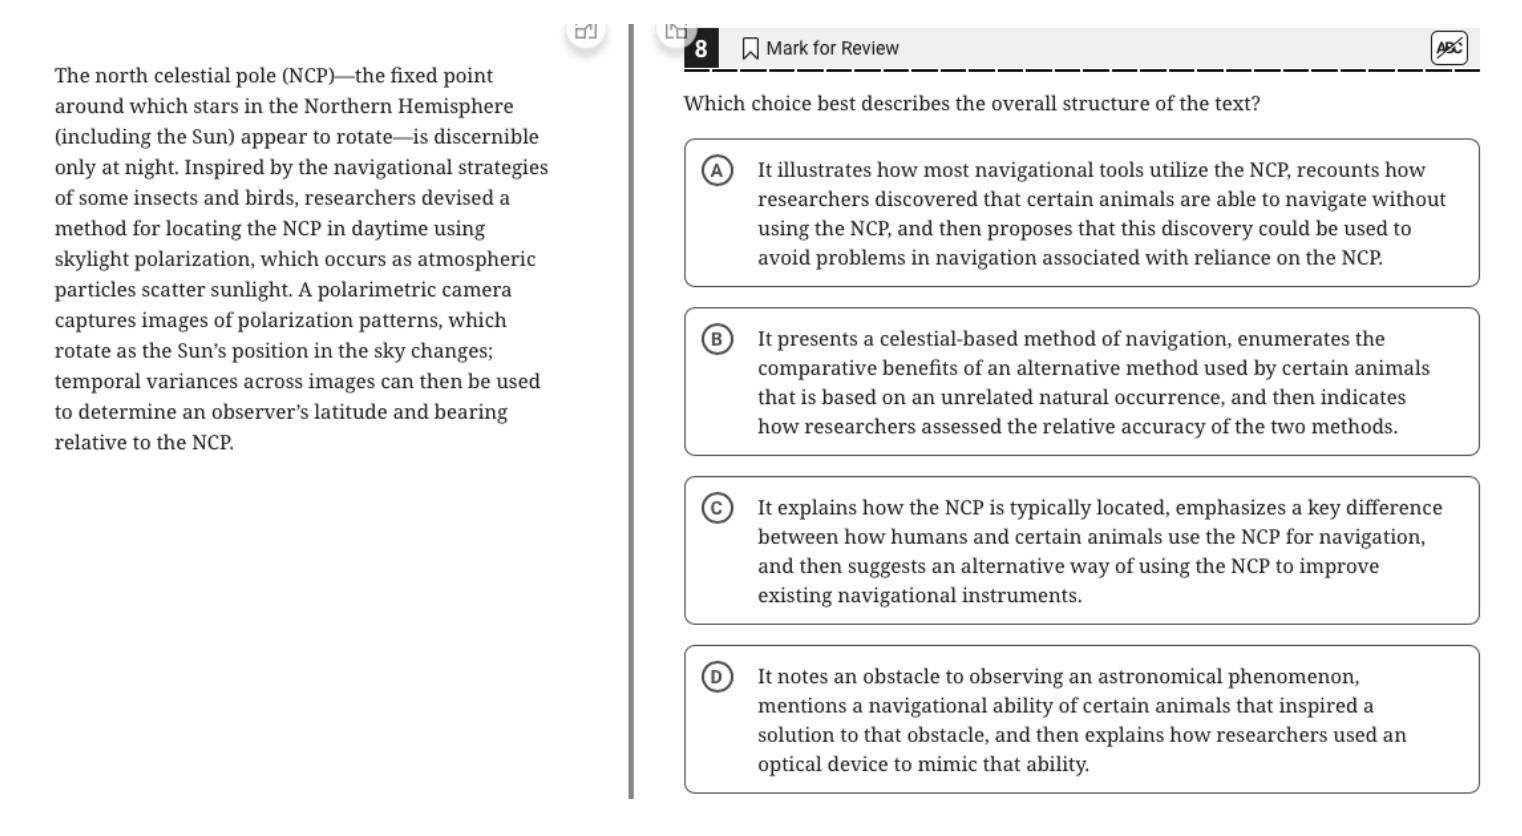 The north celestial pole (NCP)—the fixed point
around which stars in the Northern Hemisphere
(including the Sun) appear to rotate—is discernible
only at night. Inspired by the navigational strategies
of some insects and birds, researchers devised a
method for locating the NCP in daytime using
skylight polarization, which occurs as atmospheric
particles scatter sunlight. A polarimetric camera
captures images of polarization patterns, which
rotate as the Sun’s position in the sky changes;
temporal variances across images can then be used
to determine an observer’s latitude and bearing
relative to the NCP.
8 Mark for Review ABC
Which choice best describes the overall structure of the text?
A It illustrates how most navigational tools utilize the NCP, recounts how
researchers discovered that certain animals are able to navigate without
using the NCP, and then proposes that this discovery could be used to
avoid problems in navigation associated with reliance on the NCP.
B It presents a celestial-based method of navigation, enumerates the
comparative benefits of an alternative method used by certain animals
that is based on an unrelated natural occurrence, and then indicates
how researchers assessed the relative accuracy of the two methods.
C It explains how the NCP is typically located, emphasizes a key difference
between how humans and certain animals use the NCP for navigation,
and then suggests an alternative way of using the NCP to improve
existing navigational instruments.
D It notes an obstacle to observing an astronomical phenomenon,
mentions a navigational ability of certain animals that inspired a
solution to that obstacle, and then explains how researchers used an
optical device to mimic that ability.